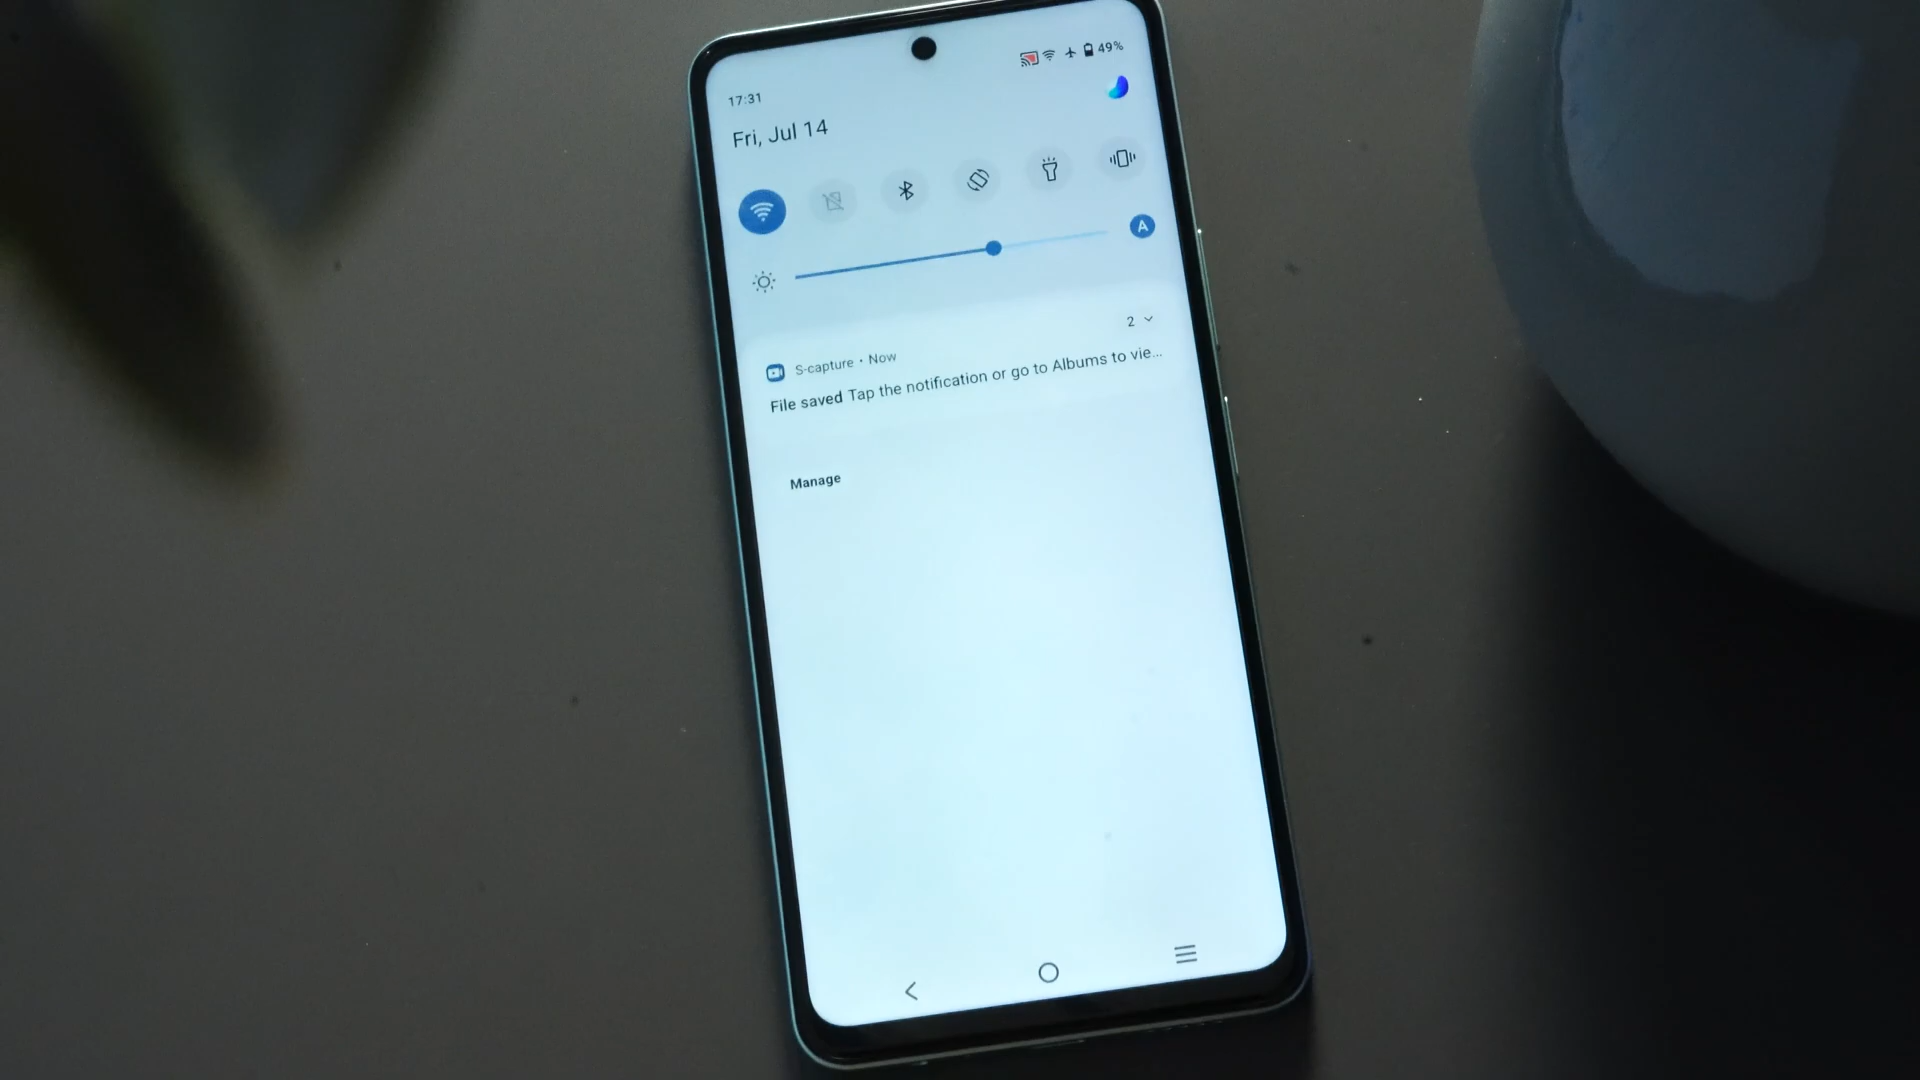 17:31
49%
Fri, Jul 14
A
2
S-capture • Now
File saved Tap the notification or go to Albums to vie...
Manage